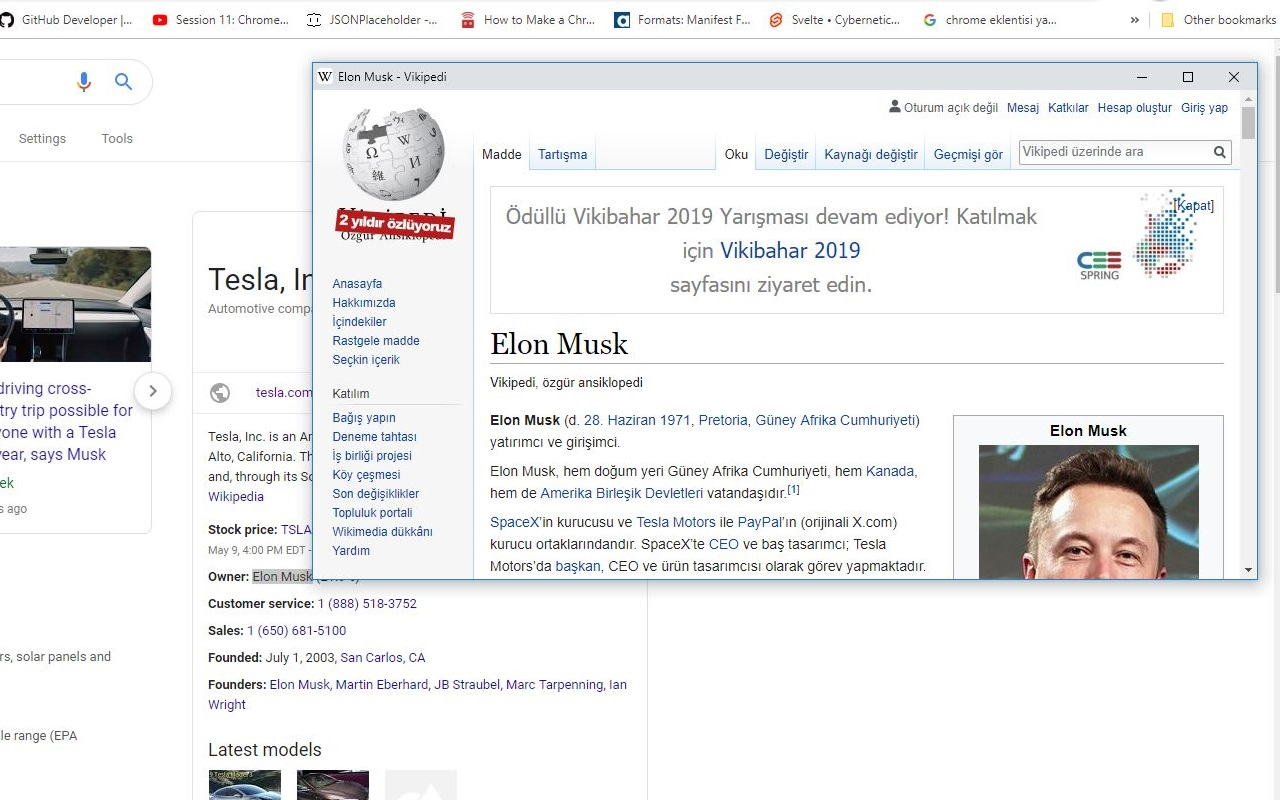 GitHub Developer |...
Session 11: Chrome...
JSONPlaceholder -...
How to Make a Chr...
Formats: Manifest F...
Svelte • Cybernetic...
chrome eklentisi ya...
»
Other bookmarks
Settings
Tools
driving cross-
try trip possible for
yone with a Tesla
year, says Musk
ek
s ago
rs, solar panels and
le range (EPA
Tesla, In
Automotive compa
tesla.com
Tesla, Inc. is an Am
Alto, California. Th
and, through its So
Wikipedia
Stock price: TSLA
May 9, 4:00 PM EDT -
Owner: Elon Musk
Customer service: 1 (888) 518-3752
Sales: 1 (650) 681-5100
Founded: July 1, 2003, San Carlos, CA
Founders: Elon Musk, Martin Eberhard, JB Straubel, Marc Tarpenning, Ian
Wright
Latest models
W Elon Musk - Vikipedi
Oturum açık değil Mesaj Katkılar Hesap oluştur Giriş yap
Madde Tartışma Oku Değiştir Kaynağı değiştir Geçmişi gör Vikipedi üzerinde ara
Ω W И
維
2 yıldır özlüyoruz
Özgür Ansiklopedi
Anasayfa
Hakkımızda
İçindekiler
Rastgele madde
Seçkin içerik
Katılım
Bağış yapın
Deneme tahtası
İş birliği projesi
Köy çeşmesi
Son değişiklikler
Topluluk portali
Wikimedia dükkânı
Yardım
[Kapat]
Ödüllü Vikibahar 2019 Yarışması devam ediyor! Katılmak
için Vikibahar 2019
sayfasını ziyaret edin.
CEE
SPRING
Elon Musk
Vikipedi, özgür ansiklopedi
Elon Musk (d. 28. Haziran 1971, Pretoria, Güney Afrika Cumhuriyeti)
yatırımcı ve girişimci.
Elon Musk, hem doğum yeri Güney Afrika Cumhuriyeti, hem Kanada,
hem de Amerika Birleşik Devletleri vatandaşıdır.[1]
SpaceX'in kurucusu ve Tesla Motors ile PayPal'ın (orijinali X.com)
kurucu ortaklarındandır. SpaceX'te CEO ve baş tasarımcı; Tesla
Motors'da başkan, CEO ve ürün tasarımcısı olarak görev yapmaktadır.
Elon Musk